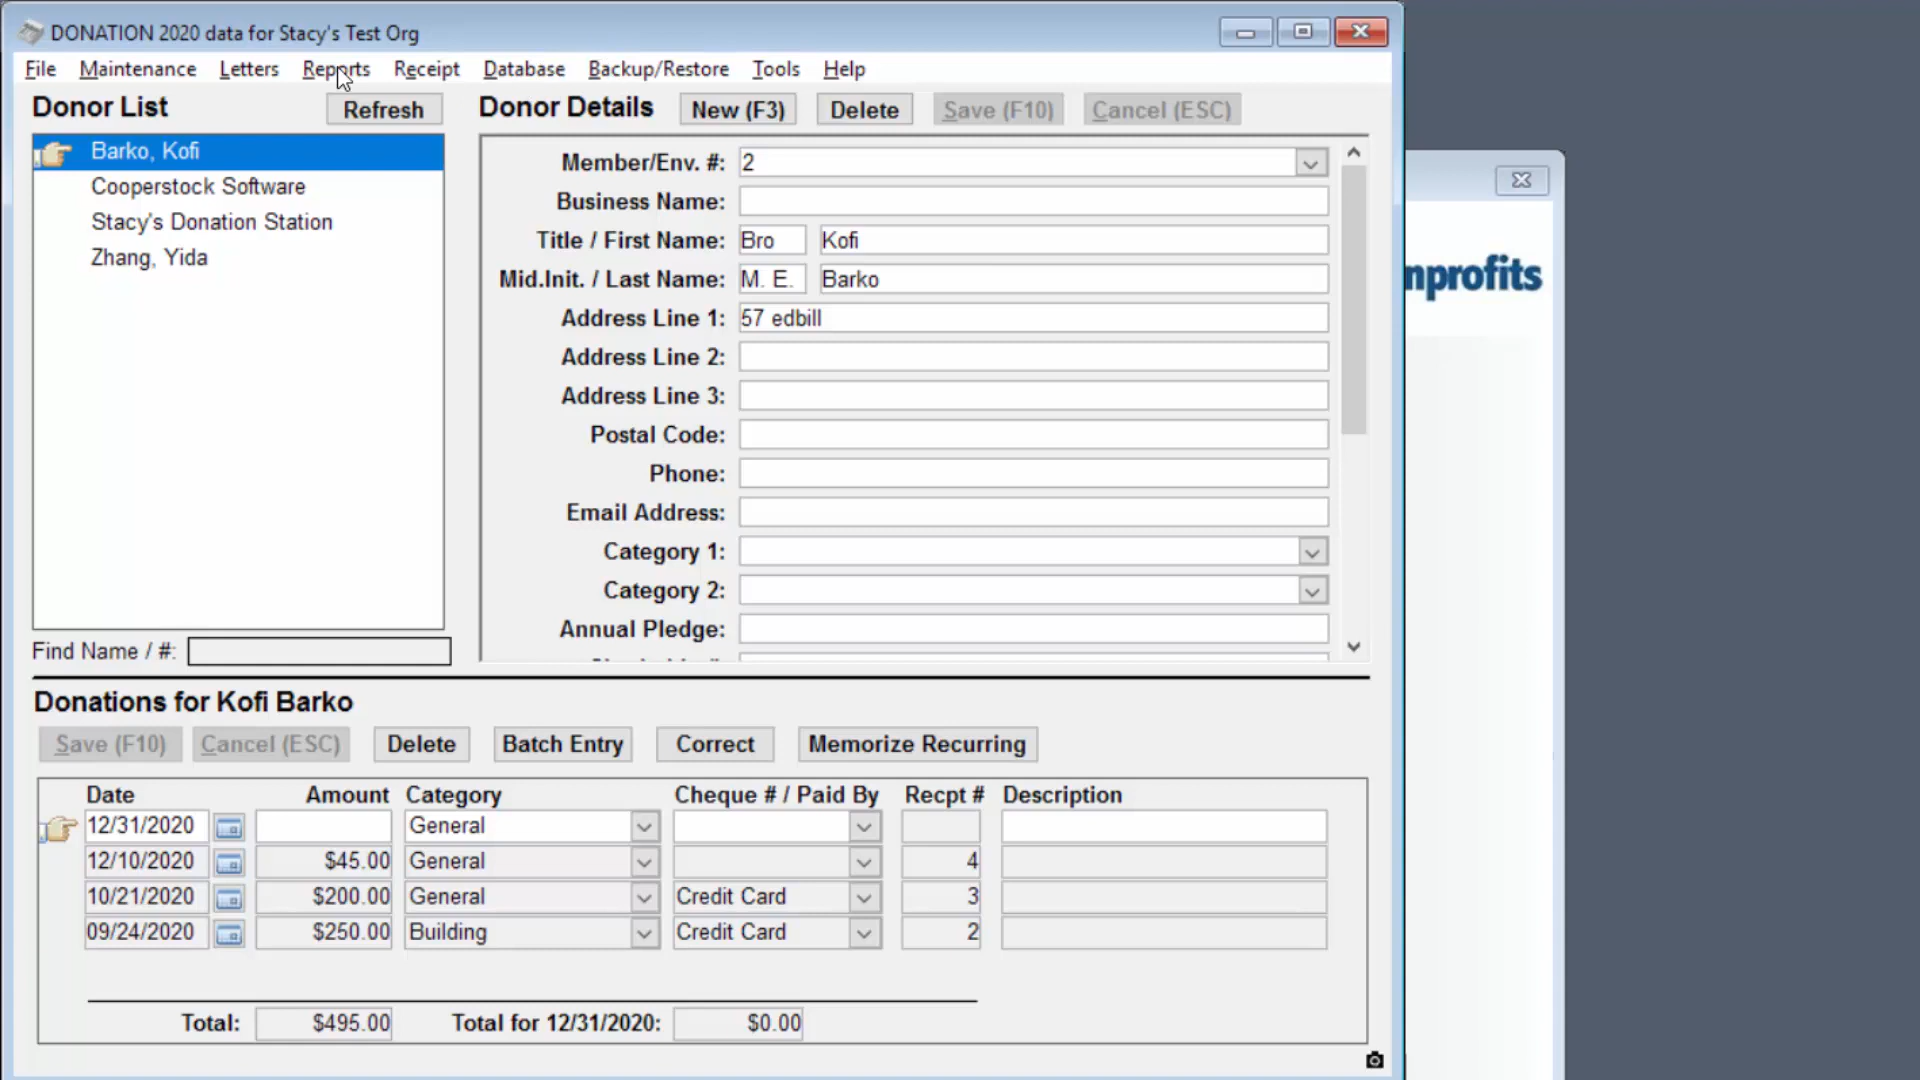 DONATION 2020 data for Stacy's Test Org
File Maintenance Letters Reports Receipt Database Backup/Restore Tools Help
Donor List Refresh
Barko, Kofi
Cooperstock Software
Stacy's Donation Station
Zhang, Yida
Find Name / #:
Donor Details New (F3) Delete Save (F10) Cancel (ESC)
Member/Env. #: 2
Business Name:
Title / First Name: Bro Kofi
Mid.Init. / Last Name: M. E. Barko
Address Line 1: 57 edbill
Address Line 2:
Address Line 3:
Postal Code:
Phone:
Email Address:
Category 1:
Category 2:
Annual Pledge:
nprofits
Donations for Kofi Barko
Save (F10) Cancel (ESC) Delete Batch Entry Correct Memorize Recurring
Date Amount Category Cheque # / Paid By Recpt # Description
12/31/2020 General
12/10/2020 $45.00 General 4
10/21/2020 $200.00 General Credit Card 3
09/24/2020 $250.00 Building Credit Card 2
Total: $495.00 Total for 12/31/2020: $0.00